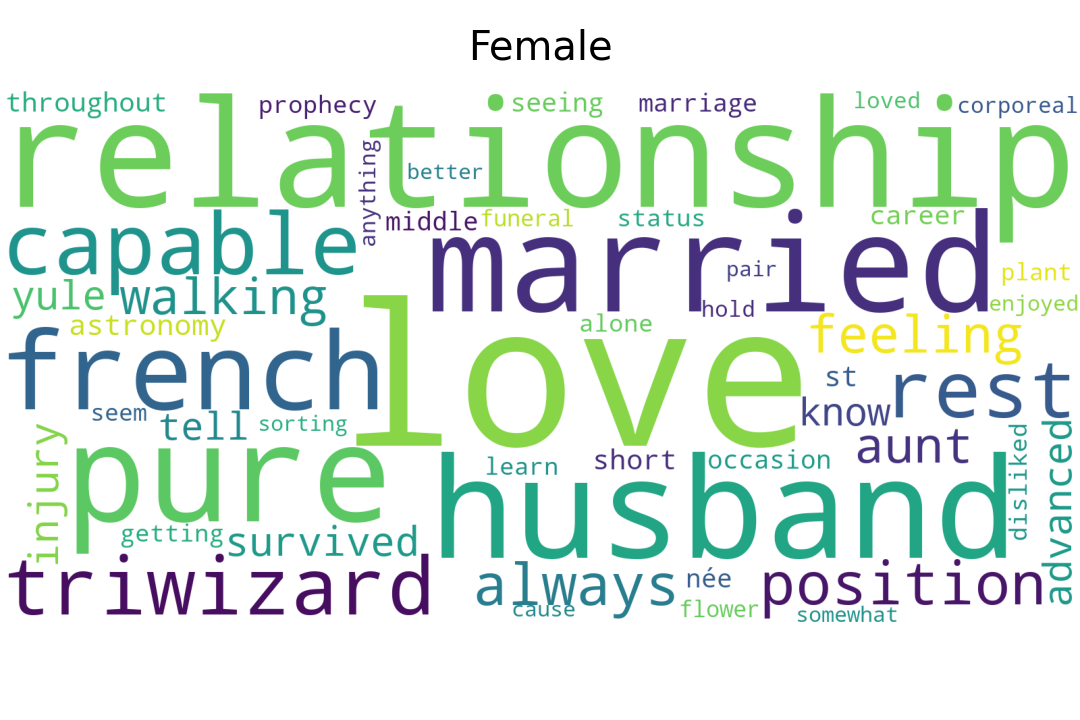 Female
throughout
prophecy
seeing
marriage
loved
corporeal
relationship
anything
better
middle
funeral
status
career
capable
married
pair
plant
yule
walking
hold
enjoyed
astronomy
alone
feeling
french
love
st
rest
seem
tell
sorting
know
aunt
injury
pure
learn
short
occasion
disliked
advanced
husband
getting
survived
triwizard
always
née
position
cause
flower
somewhat